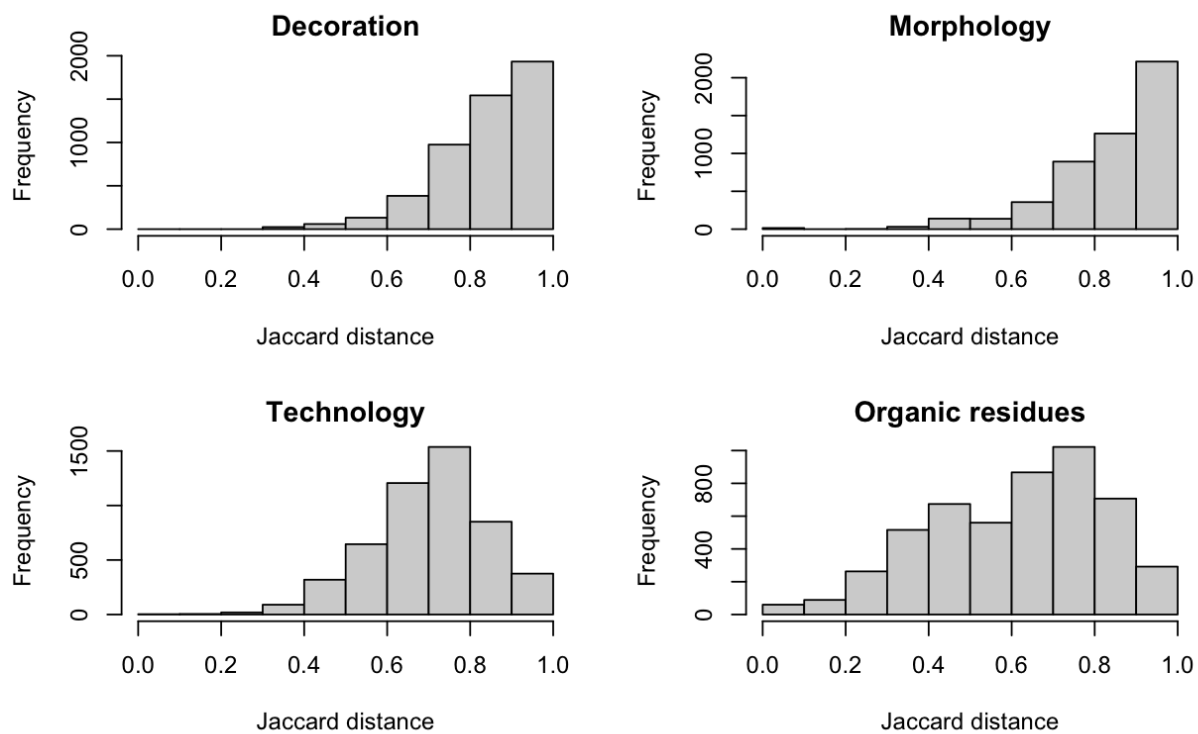 Decoration
Frequency
0
1000
2000
0.0 0.2 0.4 0.6 0.8 1.0
Jaccard distance
Morphology
Frequency
0
1000
2000
0.0 0.2 0.4 0.6 0.8 1.0
Jaccard distance
Technology
Frequency
0
500
1500
0.0 0.2 0.4 0.6 0.8 1.0
Jaccard distance
Organic residues
Frequency
0
400
800
0.0 0.2 0.4 0.6 0.8 1.0
Jaccard distance